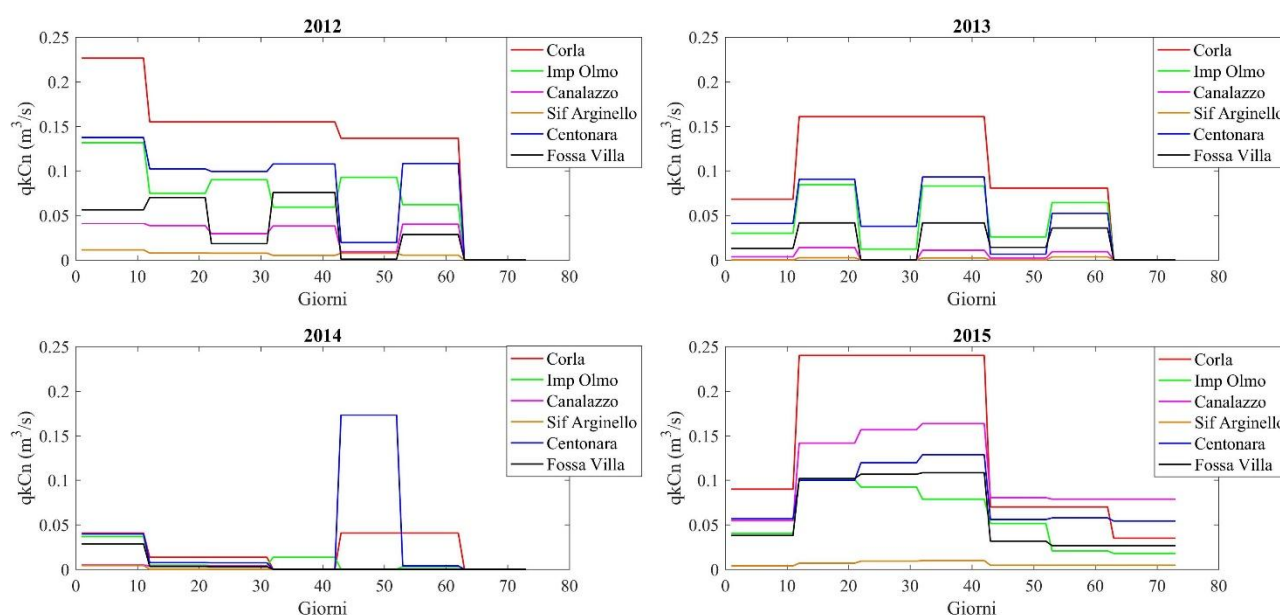 2012
0.25
0.2
0.15
0.1
0.05
0
qkCn (m³/s)
Corla
Imp Olmo
Canalazzo
Sif Arginello
Centonara
Fossa Villa
0 10 20 30 40 50 60 70 80
Giorni
2013
0.25
0.2
0.15
0.1
0.05
0
qkCn (m³/s)
Corla
Imp Olmo
Canalazzo
Sif Arginello
Centonara
Fossa Villa
0 10 20 30 40 50 60 70 80
Giorni
2014
0.25
0.2
0.15
0.1
0.05
0
qkCn (m³/s)
Corla
Imp Olmo
Canalazzo
Sif Arginello
Centonara
Fossa Villa
0 10 20 30 40 50 60 70 80
Giorni
2015
0.25
0.2
0.15
0.1
0.05
0
qkCn (m³/s)
Corla
Imp Olmo
Canalazzo
Sif Arginello
Centonara
Fossa Villa
0 10 20 30 40 50 60 70 80
Giorni